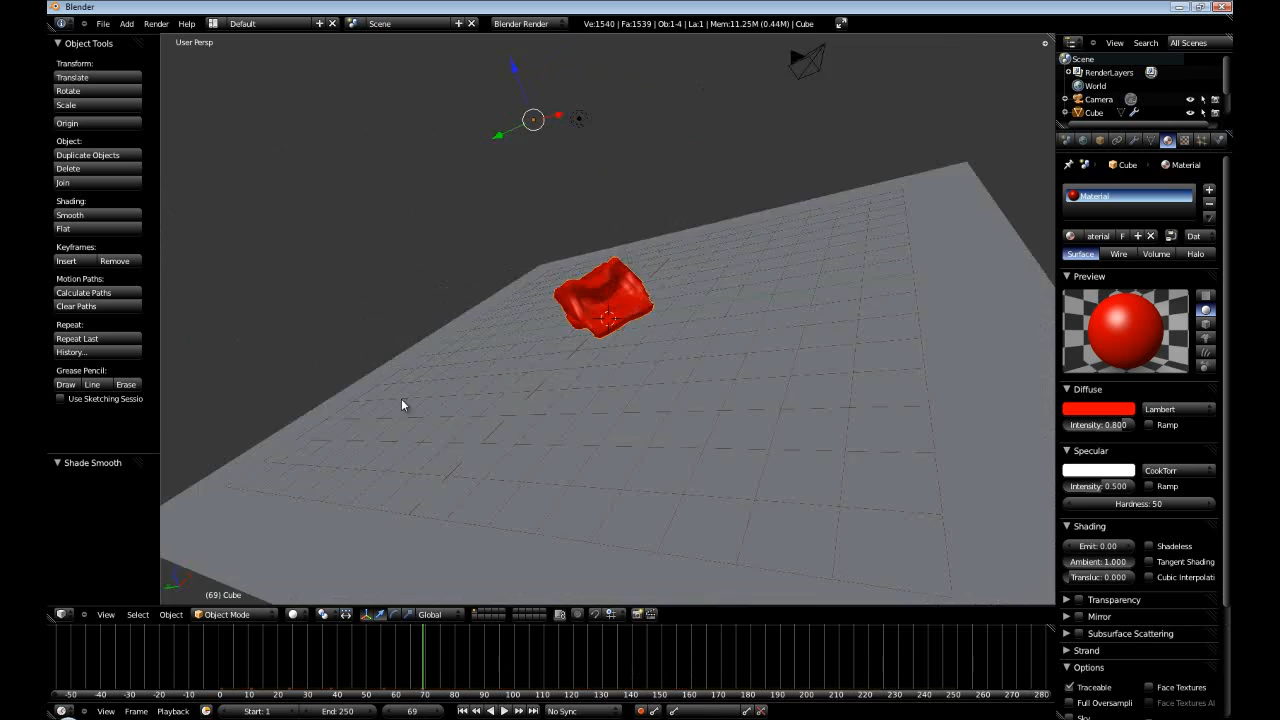 Blender
File Add Render Help Default Scene Blender Render Ve:1540 | Fa:1539 | Ob:1-4 | La:1 | Mem:11.25M (0.44M) | Cube
Object Tools
Transform:
Translate
Rotate
Scale
Origin
Object:
Duplicate Objects
Delete
Join
Shading:
Smooth
Flat
Keyframes:
Insert Remove
Motion Paths:
Calculate Paths
Clear Paths
Repeat:
Repeat Last
History...
Grease Pencil:
Draw Line Erase
Use Sketching Sessio
Shade Smooth
User Persp
(69) Cube
View Select Object Object Mode Global
-50 -40 -30 -20 -10 0 10 20 30 40 50 60 70 80 90 100 110 120 130 140 150 160 170 180 190 200 210 220 230 240 250 260 270 280
View Frame Playback Start: 1 End: 250 69 No Sync
View Search All Scenes
Scene
RenderLayers
World
Camera
Cube
Cube Material
Material
aterial F Dat
Surface Wire Volume Halo
Preview
Diffuse
Lambert
Intensity: 0.800 Ramp
Specular
CookTorr
Intensity: 0.500 Ramp
Hardness: 50
Shading
Emit: 0.00 Shadeless
Ambient: 1.000 Tangent Shading
Transluc: 0.000 Cubic Interpolati
Transparency
Mirror
Subsurface Scattering
Strand
Options
Traceable Face Textures
Full Oversampli Face Textures Al